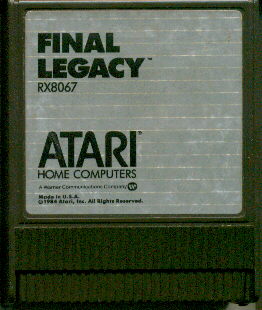 FINAL
LEGACY™
RX8067
ATARI®
HOME COMPUTERS
A Warner Communications Company
Made in U.S.A.
©1984 Atari, Inc. All Rights Reserved.